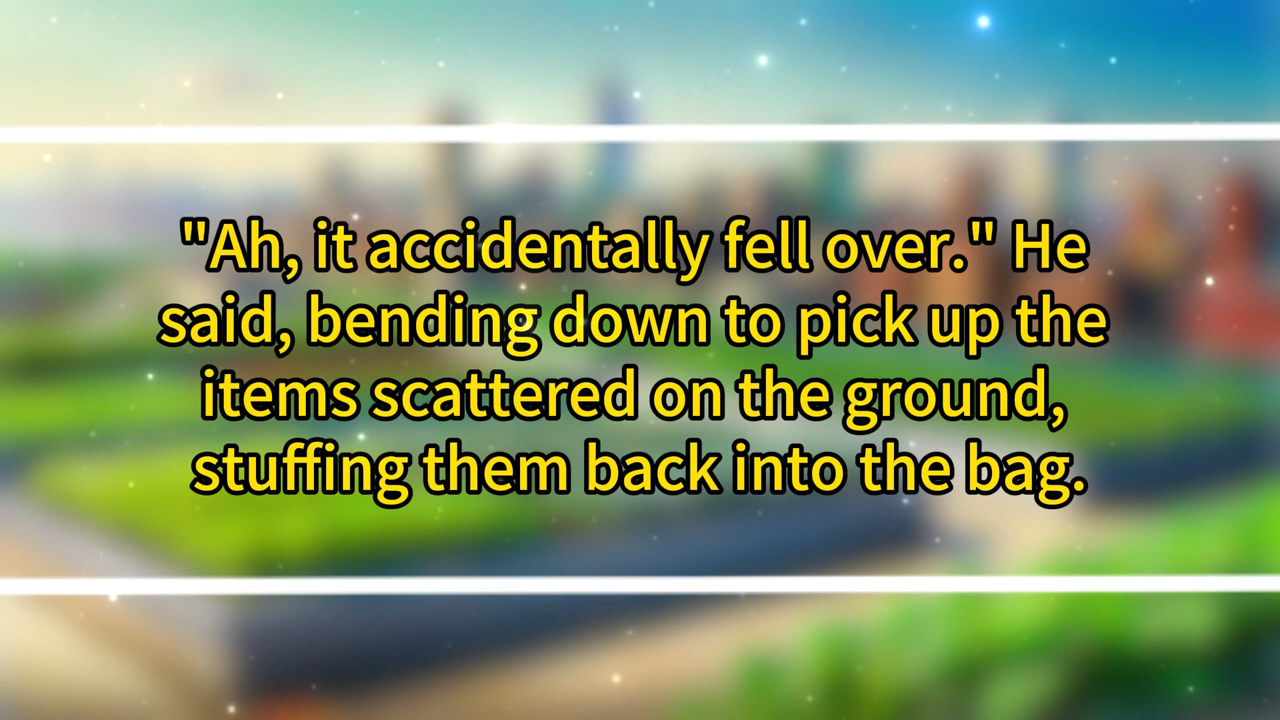 "Ah, it accidentally fell over." He
said, bending down to pick up the
items scattered on the ground,
stuffing them back into the bag.